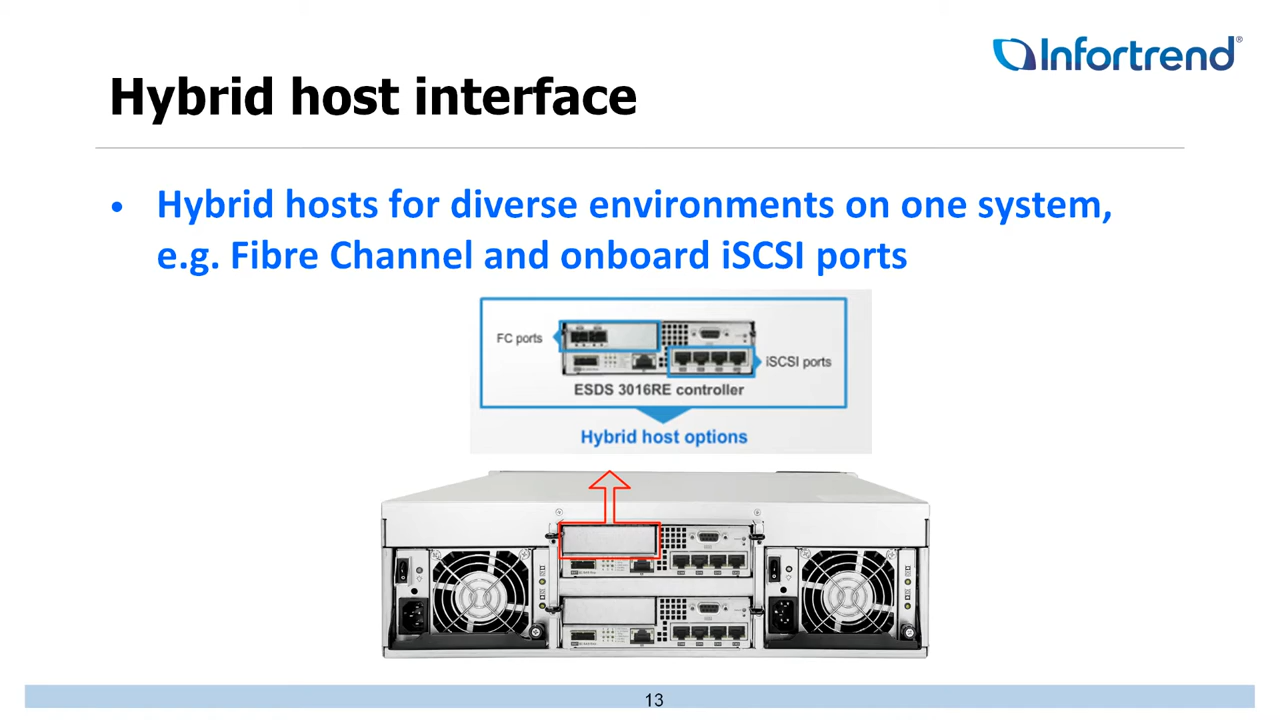 Infortrend®
Hybrid host interface
• Hybrid hosts for diverse environments on one system,
e.g. Fibre Channel and onboard iSCSI ports
FC ports
iSCSI ports
ESDS 3016RE controller
Hybrid host options
13